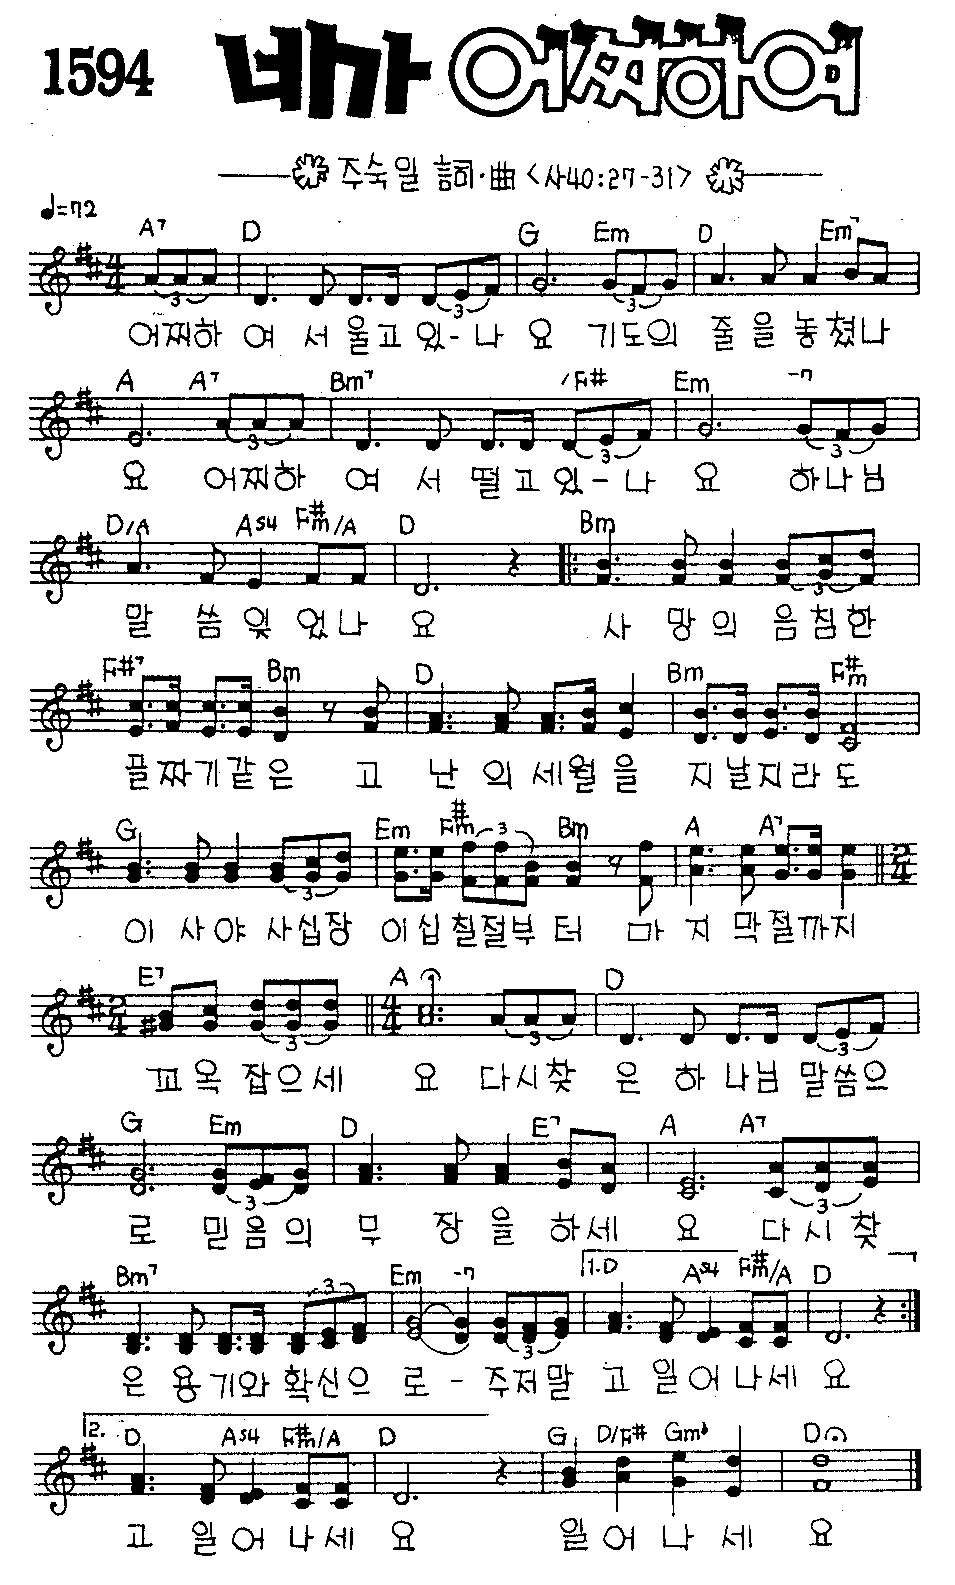 1594 네가 어찌하여
주숙일 詞·曲 <사40:27-31>
♩=72
A7 D G Em D Em7
어찌하 여 서 울고 있-나 요 기도의 줄 을 놓쳤나
A A7 Bm7 /F# Em -7
요 어찌하 여 서 떨고 있-나 요 하나님
D/A Asus4 F#m/A D Bm
말 씀 잊 었나 요 사 망 의 음침한
F#7 Bm D Bm F#m
골짜기같은 고 난 의 세월을 지날지라도
G Em F#m 3 Bm A A7
이 사야 사십장 이십칠절부 터 마 지 막절까지
E7 A D
꼬옥 잡으세 요 다시찾 은 하 나님 말씀으
G Em D E7 A A7
로 믿음의 무 장 을 하세 요 다시찾
Bm7 3 Em -7 1.D Asus4 F#m/A D
은 용기와 확신으 로 - 주저말 고 일어나세 요
2. D Asus4 F#m/A D G D/F# Gm6 D
고 일어 나세 요 일어 나 세 요